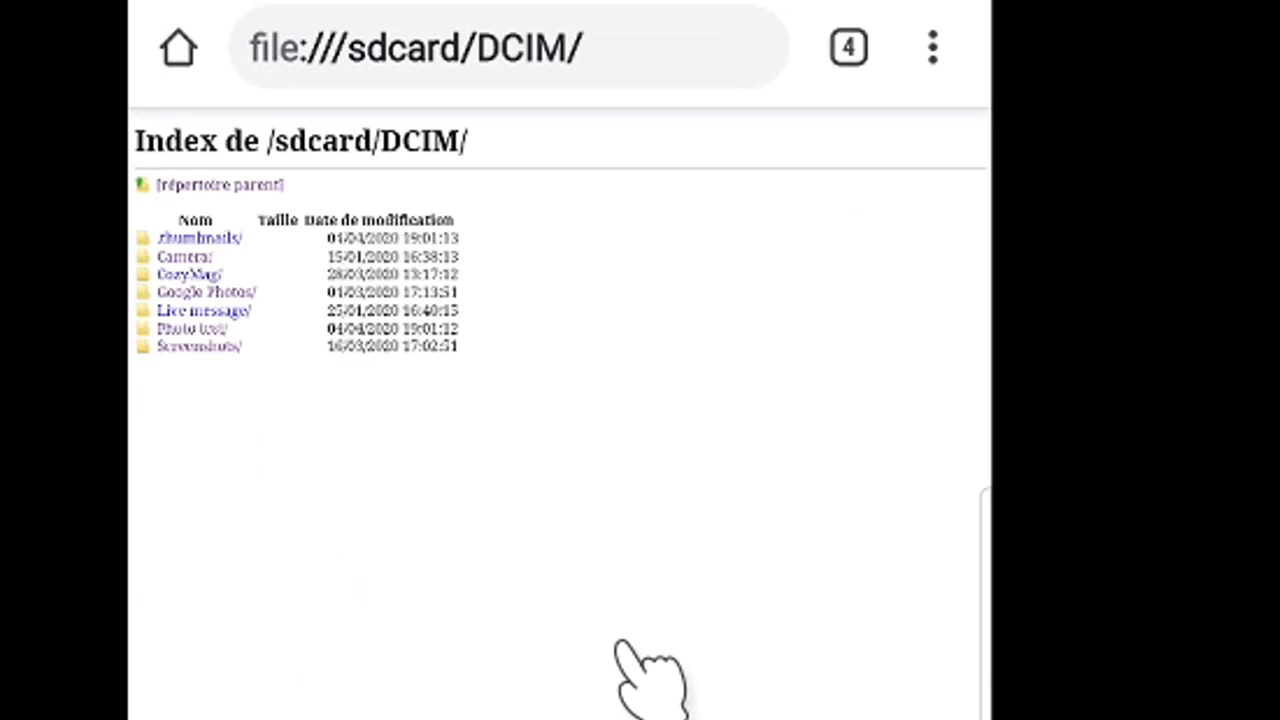 file:///sdcard/DCIM/
4
Index de /sdcard/DCIM/
[répertoire parent]
Nom Taille Date de modification
.thumbnails/ 04/04/2020 19:01:13
Camera/ 15/01/2020 16:38:13
CozyMag/ 28/03/2020 13:17:12
Google Photos/ 01/03/2020 17:13:51
Live message/ 25/01/2020 16:40:15
Photo test/ 04/04/2020 19:01:12
Screenshots/ 16/03/2020 17:02:51